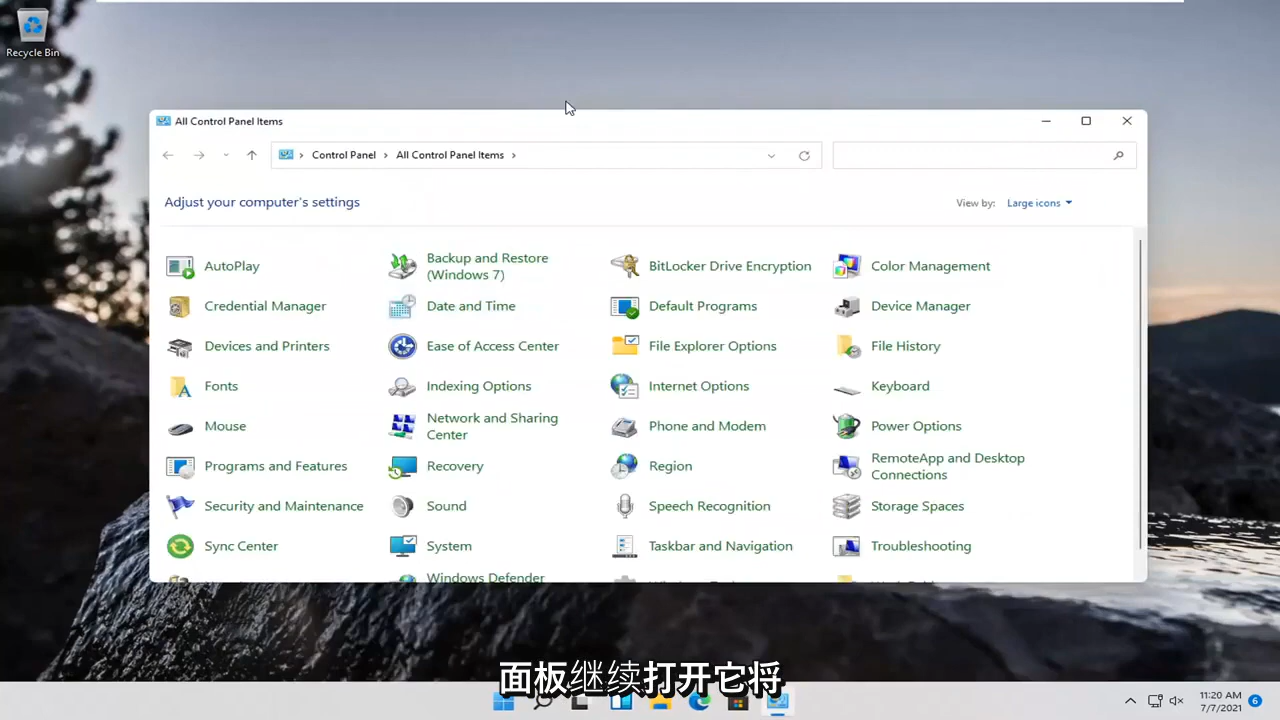 Recycle Bin
All Control Panel Items
Control Panel
All Control Panel Items
Adjust your computer's settings
View by:
Large icons
AutoPlay
Backup and Restore
(Windows 7)
BitLocker Drive Encryption
Color Management
Credential Manager
Date and Time
Default Programs
Device Manager
Devices and Printers
Ease of Access Center
File Explorer Options
File History
Fonts
Indexing Options
Internet Options
Keyboard
Mouse
Network and Sharing
Center
Phone and Modem
Power Options
Programs and Features
Recovery
Region
RemoteApp and Desktop
Connections
Security and Maintenance
Sound
Speech Recognition
Storage Spaces
Sync Center
System
Taskbar and Navigation
Troubleshooting
Windows Defender
面板继续打开它将
11:20 AM
7/7/2021
6